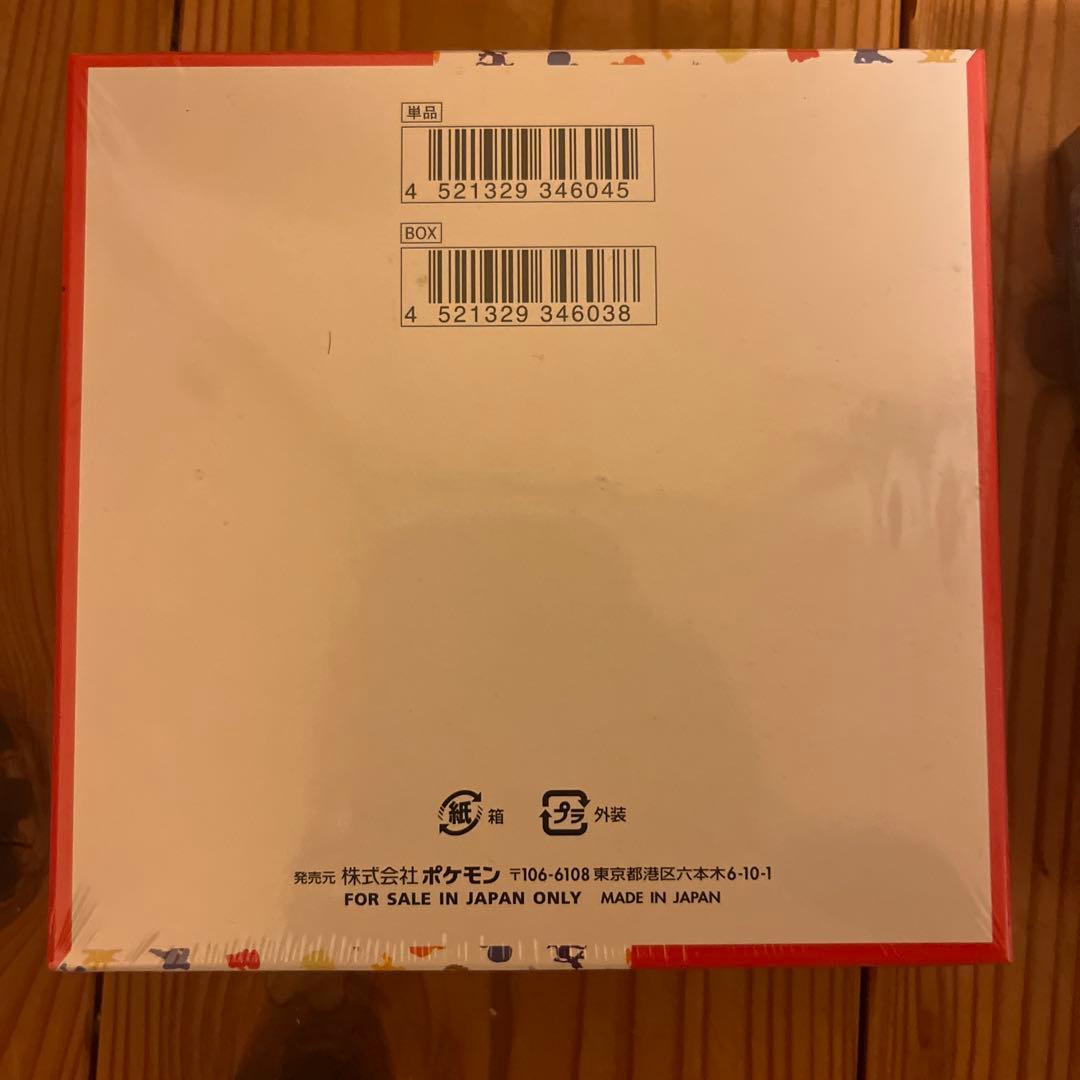 単品
4 521329 346045
BOX
4 521329 346038
紙 箱 プラ 外装
発売元 株式会社 ポケモン 〒106-6108 東京都港区六本木6-10-1
FOR SALE IN JAPAN ONLY MADE IN JAPAN